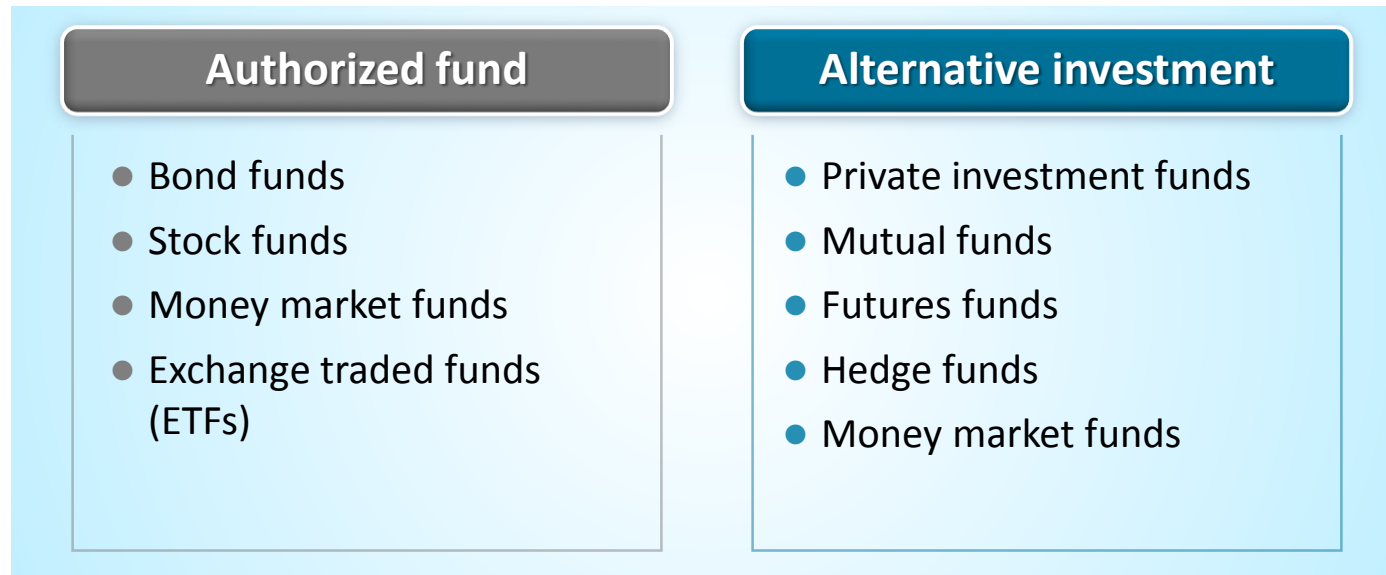 Authorized fund
Bond funds
Stock funds
Money market funds
Exchange traded funds
(ETFs)
Alternative investment
Private investment funds
Mutual funds
Futures funds
Hedge funds
Money market funds